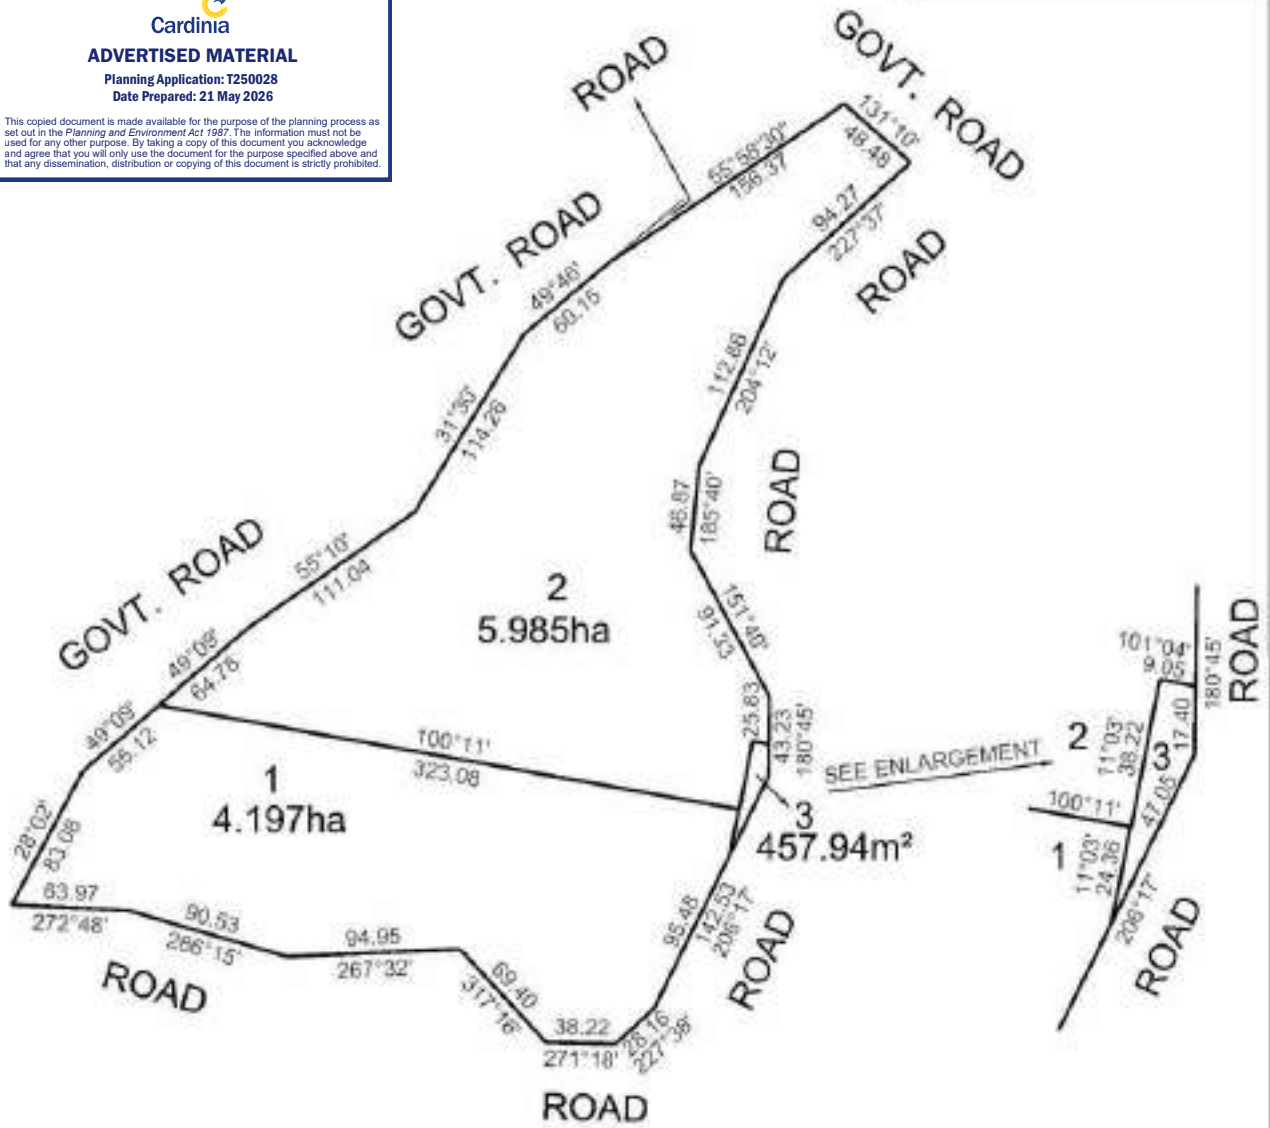 Cardinia
ADVERTISED MATERIAL
Planning Application: T250028
Date Prepared: 21 May 2026
This copied document is made available for the purpose of the planning process as
set out in the Planning and Environment Act 1987. The information must not be
used for any other purpose. By taking a copy of this document you acknowledge
and agree that you will only use the document for the purpose specified above and
that any dissemination, distribution or copying of this document is strictly prohibited.
ROAD
GOVT. ROAD
131°10'
48.48
55°58'30"
156.37
94.27
227°37'
ROAD
GOVT. ROAD
49°46'
60.15
112.66
204°12'
31°30'
114.26
ROAD
46.87
185°40'
GOVT. ROAD
55°10'
111.04
2
5.985ha
151°40'
91.33
49°09'
64.78
49°09'
55.12
100°11'
323.08
25.83
43.23
180°45'
SEE ENLARGEMENT
1
4.197ha
3
457.94m²
28°02'
83.08
63.97
272°48'
90.53
286°15'
94.95
267°32'
69.40
317°16'
38.22
271°18'
28.16
227°38'
95.48
142.53
206°17'
ROAD
ROAD
ROAD
101°04'
9.05
180°45'
ROAD
2
11°03'
38.22
3
17.40
47.05
100°11'
1
11°03'
24.36
206°17'
ROAD